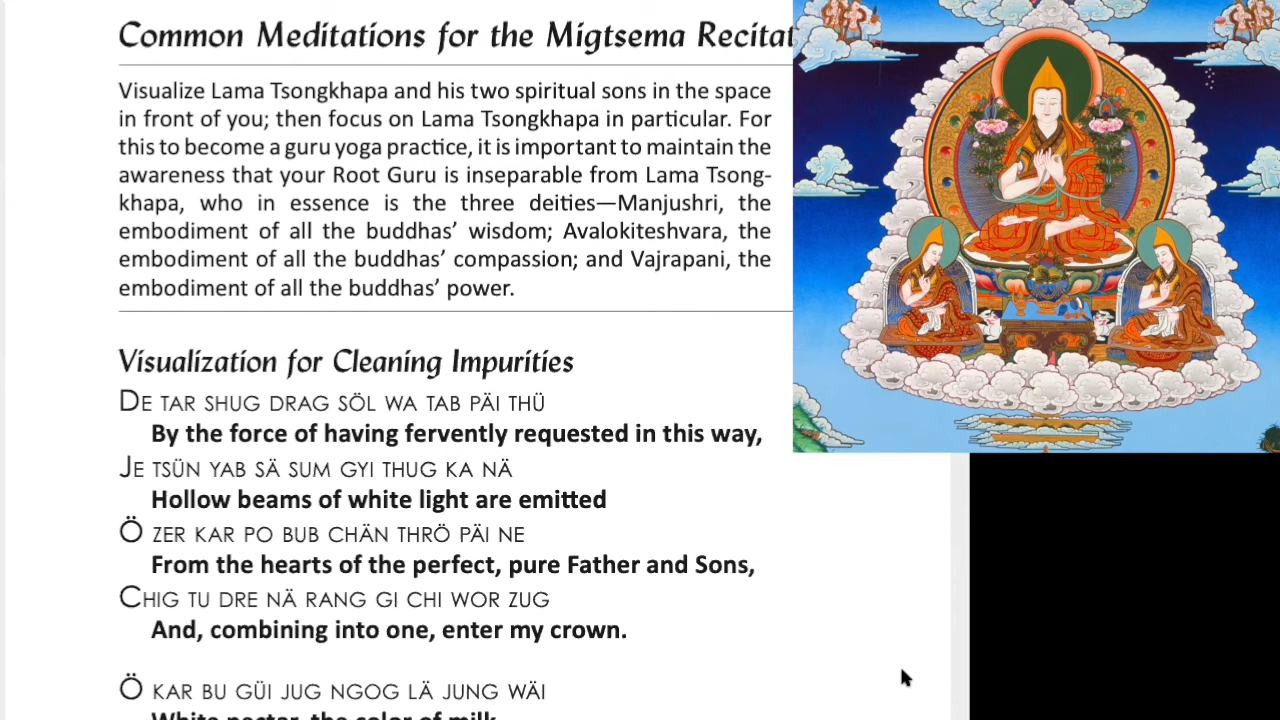 Common Meditations for the Migtsema Recitat
Visualize Lama Tsongkhapa and his two spiritual sons in the space
in front of you; then focus on Lama Tsongkhapa in particular. For
this to become a guru yoga practice, it is important to maintain the
awareness that your Root Guru is inseparable from Lama Tsong-
khapa, who in essence is the three deities—Manjushri, the
embodiment of all the buddhas’ wisdom; Avalokiteshvara, the
embodiment of all the buddhas’ compassion; and Vajrapani, the
embodiment of all the buddhas’ power.
Visualization for Cleaning Impurities
DE TAR SHUG DRAG SÖL WA TAB PÄI THÜ
By the force of having fervently requested in this way,
JE TSÜN YAB SÄ SUM GYI THUG KA NÄ
Hollow beams of white light are emitted
Ö ZER KAR PO BUB CHÄN THRÖ PÄI NE
From the hearts of the perfect, pure Father and Sons,
CHIG TU DRE NÄ RANG GI CHI WOR ZUG
And, combining into one, enter my crown.
Ö KAR BU GÜI JUG NGOG LÄ JUNG WÄI
White nectar, the color of milk